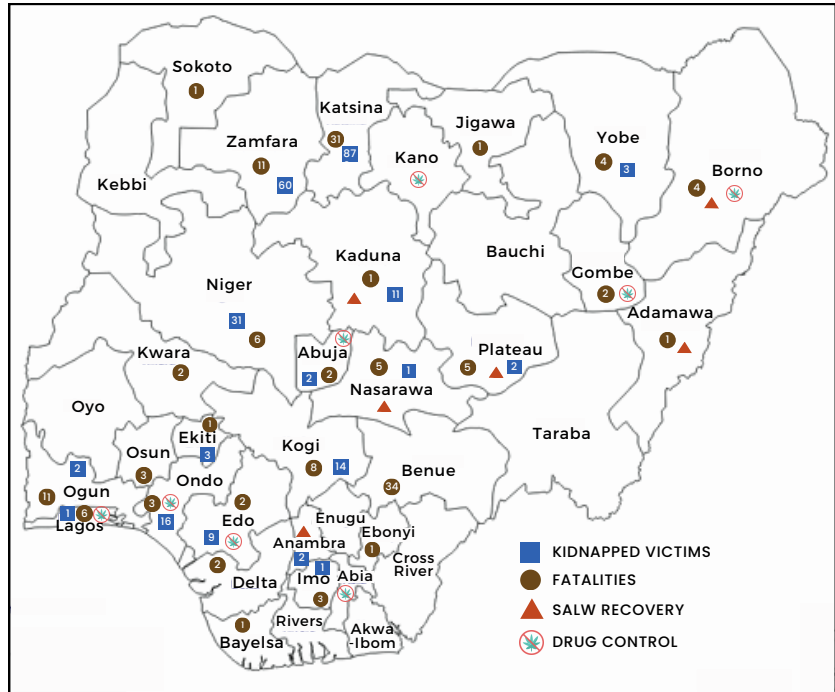 Sokoto
1
Katsina
31
87
Zamfara
11
60
Kebbi
Kano
Jigawa
1
Yobe
4
3
Borno
4
Kaduna
1
11
Bauchi
Gombe
2
Adamawa
1
Niger
31
6
Kwara
2
Abuja
2
2
5
1
Nasarawa
Plateau
5
2
Taraba
Oyo
Ekiti
1
3
Osun
3
Kogi
8
14
Benue
34
2
Ogun
11
1
6
Lagos
Ondo
3
16
2
Edo
9
2
Delta
Enugu
Anambra
2
Ebonyi
1
Cross
River
1
Imo
3
Abia
Rivers
Akwa
-Ibom
1
Bayelsa
KIDNAPPED VICTIMS
FATALITIES
SALW RECOVERY
DRUG CONTROL